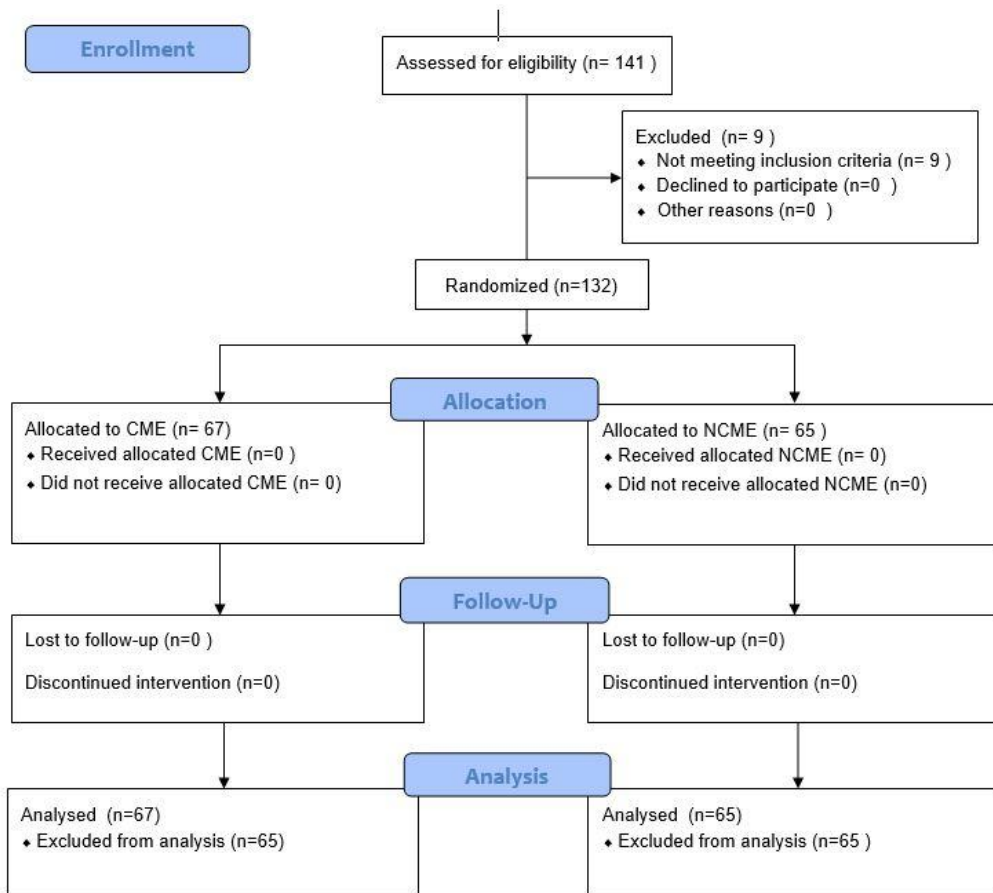 Enrollment
Assessed for eligibility (n= 141 )
Excluded  (n= 9 )
⬥ Not meeting inclusion criteria (n= 9 )
⬥ Declined to participate (n=0  )
⬥ Other reasons (n=0  )
Randomized (n=132)
Allocation
Allocated to CME (n= 67)
⬥ Received allocated CME (n=0 )
⬥ Did not receive allocated CME (n= 0)
Allocated to NCME (n= 65 )
⬥ Received allocated NCME (n= 0)
⬥ Did not receive allocated NCME (n=0)
Follow-Up
Lost to follow-up (n=0 )
Discontinued intervention (n=0)
Lost to follow-up (n=0)
Discontinued intervention (n=0)
Analysis
Analysed  (n=67)
⬥ Excluded from analysis (n=65)
Analysed  (n=65)
⬥ Excluded from analysis (n=65 )